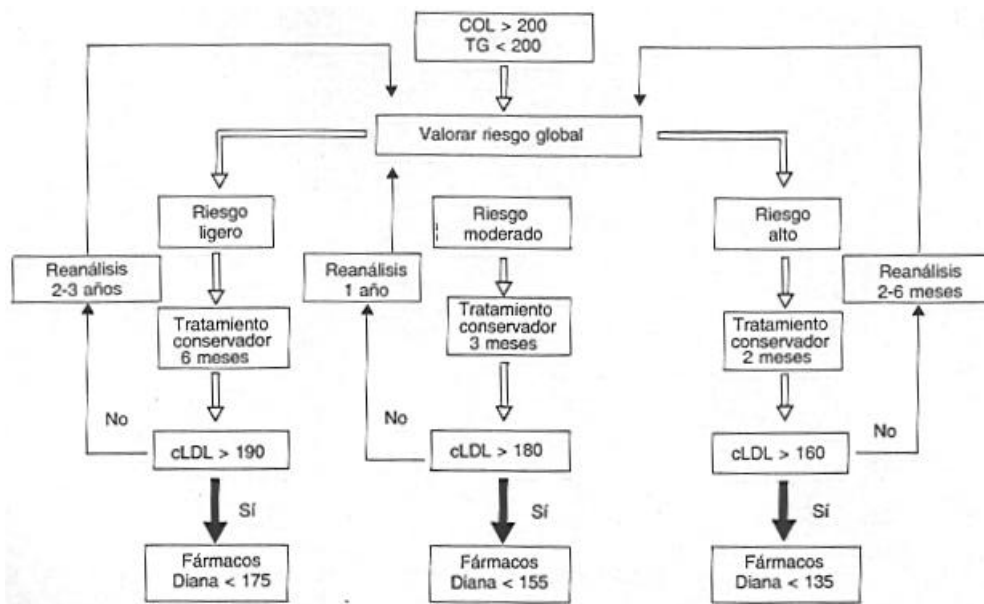 COL > 200
TG < 200
Valorar riesgo global
Riesgo
ligero
Riesgo
moderado
Riesgo
alto
Reanálisis
2-3 años
Reanálisis
1 año
Reanálisis
2-6 meses
Tratamiento
conservador
6 meses
Tratamiento
conservador
3 meses
Tratamiento
conservador
2 meses
No
No
No
cLDL > 190
cLDL > 180
cLDL > 160
Sí
Sí
Sí
Fármacos
Diana < 175
Fármacos
Diana < 155
Fármacos
Diana < 135